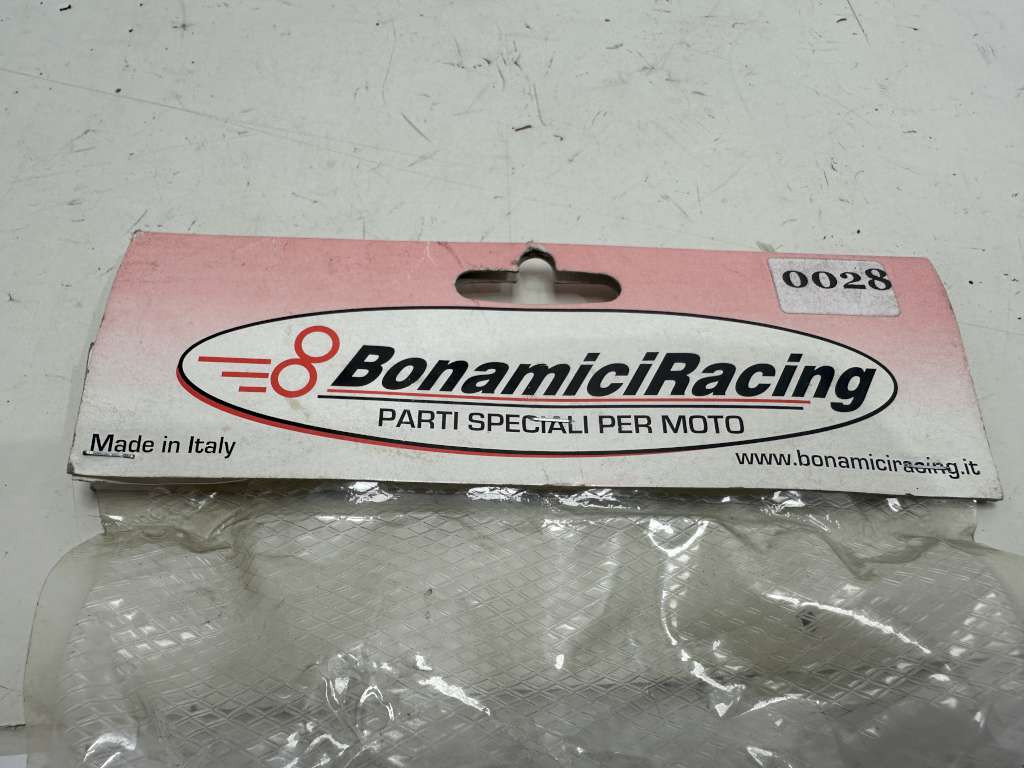 0028
BonamiciRacing
PARTI SPECIALI PER MOTO
Made in Italy
www.bonamiciracing.it